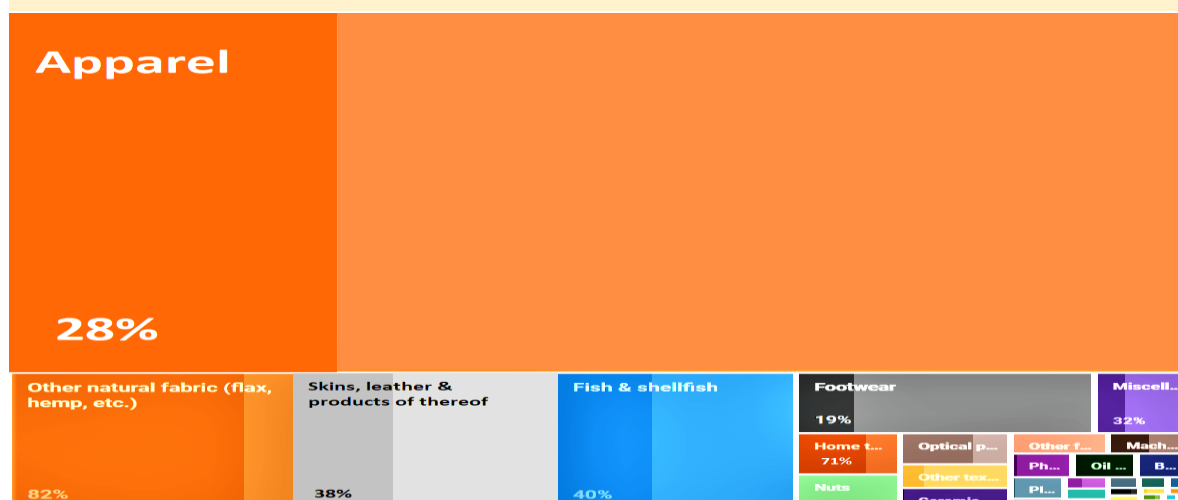 Apparel
28%
Other natural fabric (flax,
hemp, etc.)
82%
Skins, leather &
products of thereof
38%
Fish & shellfish
40%
Footwear
19%
Miscell...
32%
Home t...
71%
Optical p...
Other f...
Mach...
Nuts
Other tex...
Ph...
Oil ...
B...
Pl...
Ceramic